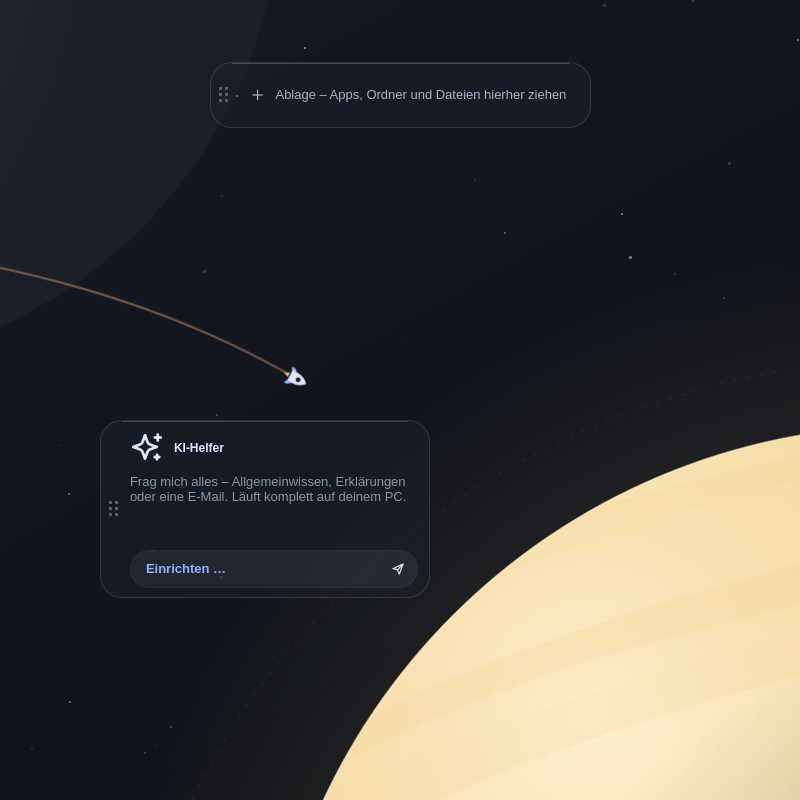 Ablage – Apps, Ordner und Dateien hierher ziehen
KI-Helfer
Frag mich alles – Allgemeinwissen, Erklärungen
oder eine E-Mail. Läuft komplett auf deinem PC.
Einrichten …